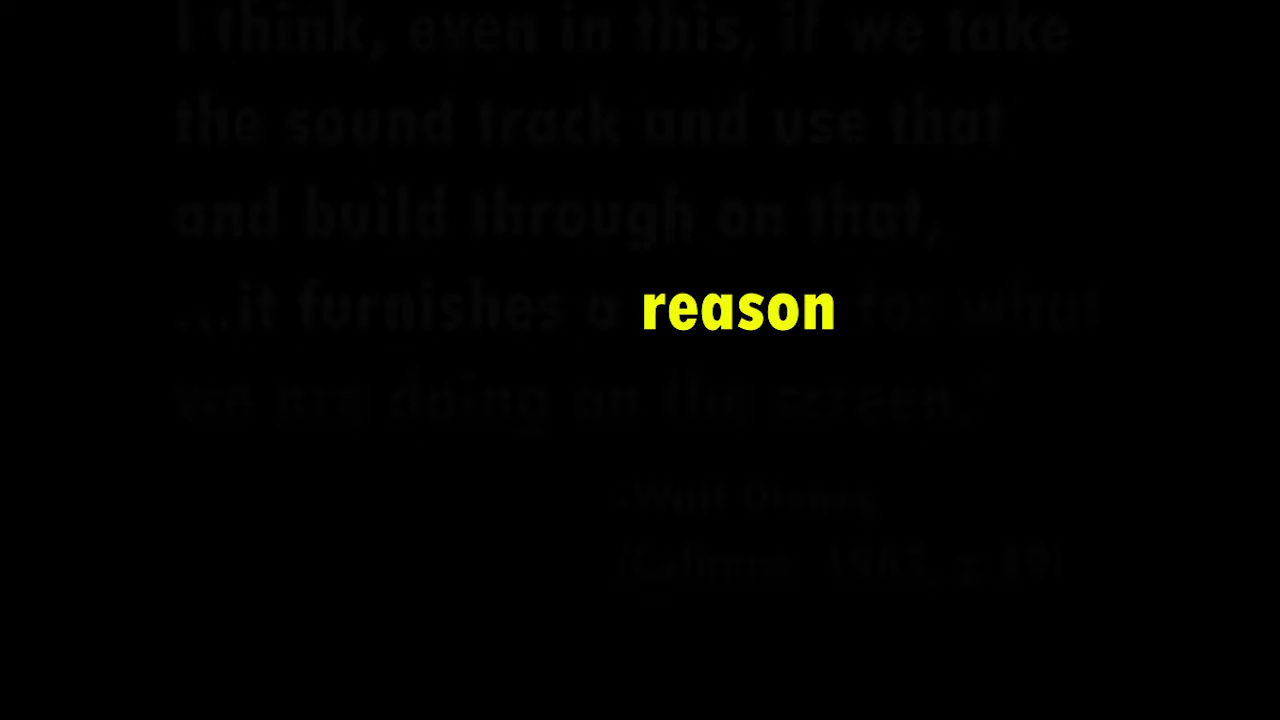 I think, even in this, if we take
the sound track and use that
and build through on that,
...it furnishes a reason for what
we are doing on the screen."
-Walt Disney